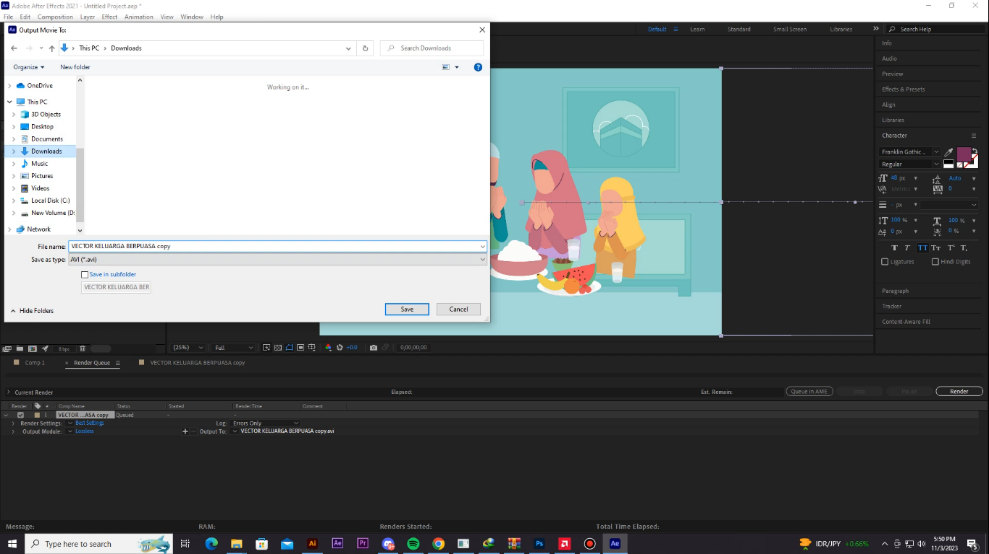 Adobe After Effects 2021 - Untitled Project.aep *
File Edit Composition Layer Effect Animation View Window Help
Output Movie To:
This PC > Downloads
Search Downloads
Organize New folder
OneDrive
This PC
3D Objects
Desktop
Documents
Downloads
Music
Pictures
Videos
Local Disk (C:)
New Volume (D:
Network
Working on it...
File name: VECTOR KELUARGA BERPUASA copy
Save as type: AVI (*.avi)
Save in subfolder
VECTOR KELUARGA BER
Hide Folders
Save Cancel
Default Learn Standard Small Screen Libraries Search Help
Info
Audio
Preview
Effects & Presets
Align
Libraries
Character
Franklin Gothic...
Regular
px Auto
0
- px
100 % 100 %
0 px 0 %
T T TT Tт T' T,
Ligatures Hindi Digits
Paragraph
Tracker
Content-Aware Fill
(25%) Full +0.0 0;00;00;00
Comp 1 Render Queue VECTOR KELUARGA BERPUASA copy
Current Render Elapsed: Est. Remain: Queue in AME Render
Render # Comp Name Status Started Render Time Comment
1 VECTOR ...ASA copy Queued
Render Settings: Best Settings Log: Errors Only
Output Module: Lossless + Output To: VECTOR KELUARGA BERPUASA copy.avi
Message: RAM: Renders Started: Total Time Elapsed:
Type here to search
IDR/JPY +0.66%
5:50 PM
11/3/2023